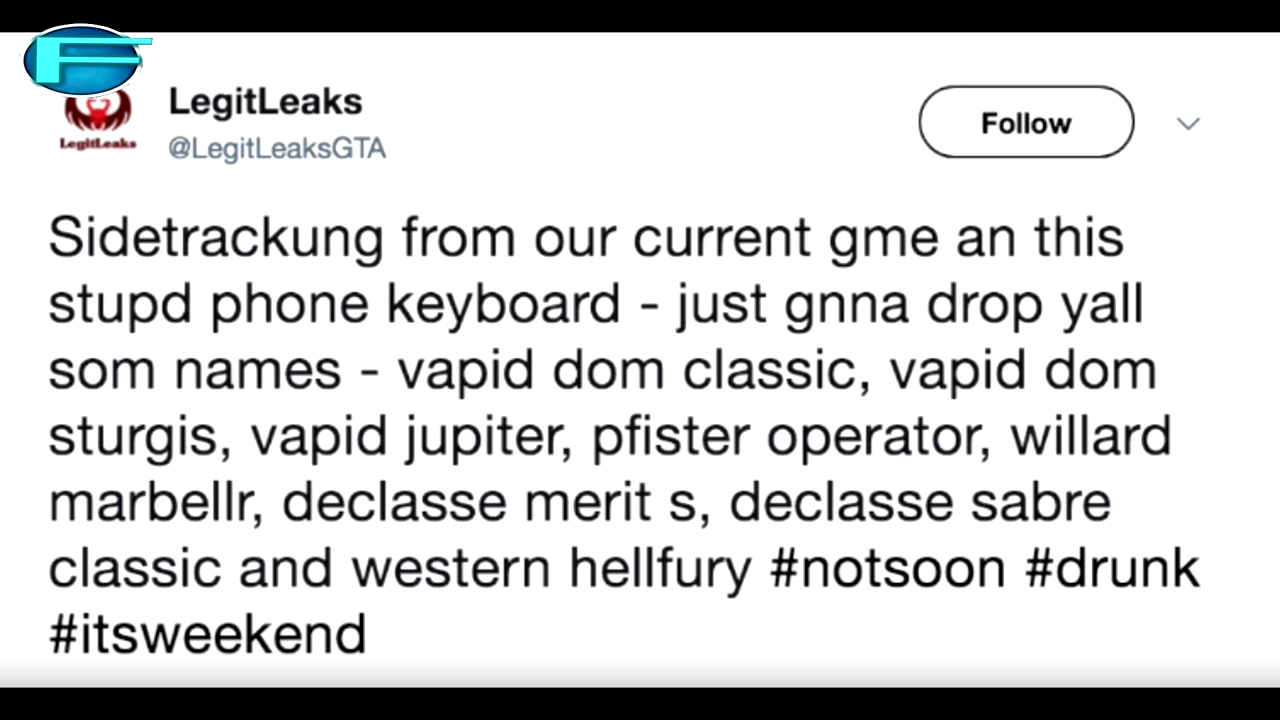 F
LegitLeaks
@LegitLeaksGTA
LegitLeaks
Follow
Sidetrackung from our current gme an this
stupd phone keyboard - just gnna drop yall
som names - vapid dom classic, vapid dom
sturgis, vapid jupiter, pfister operator, willard
marbellr, declasse merit s, declasse sabre
classic and western hellfury #notsoon #drunk
#itsweekend